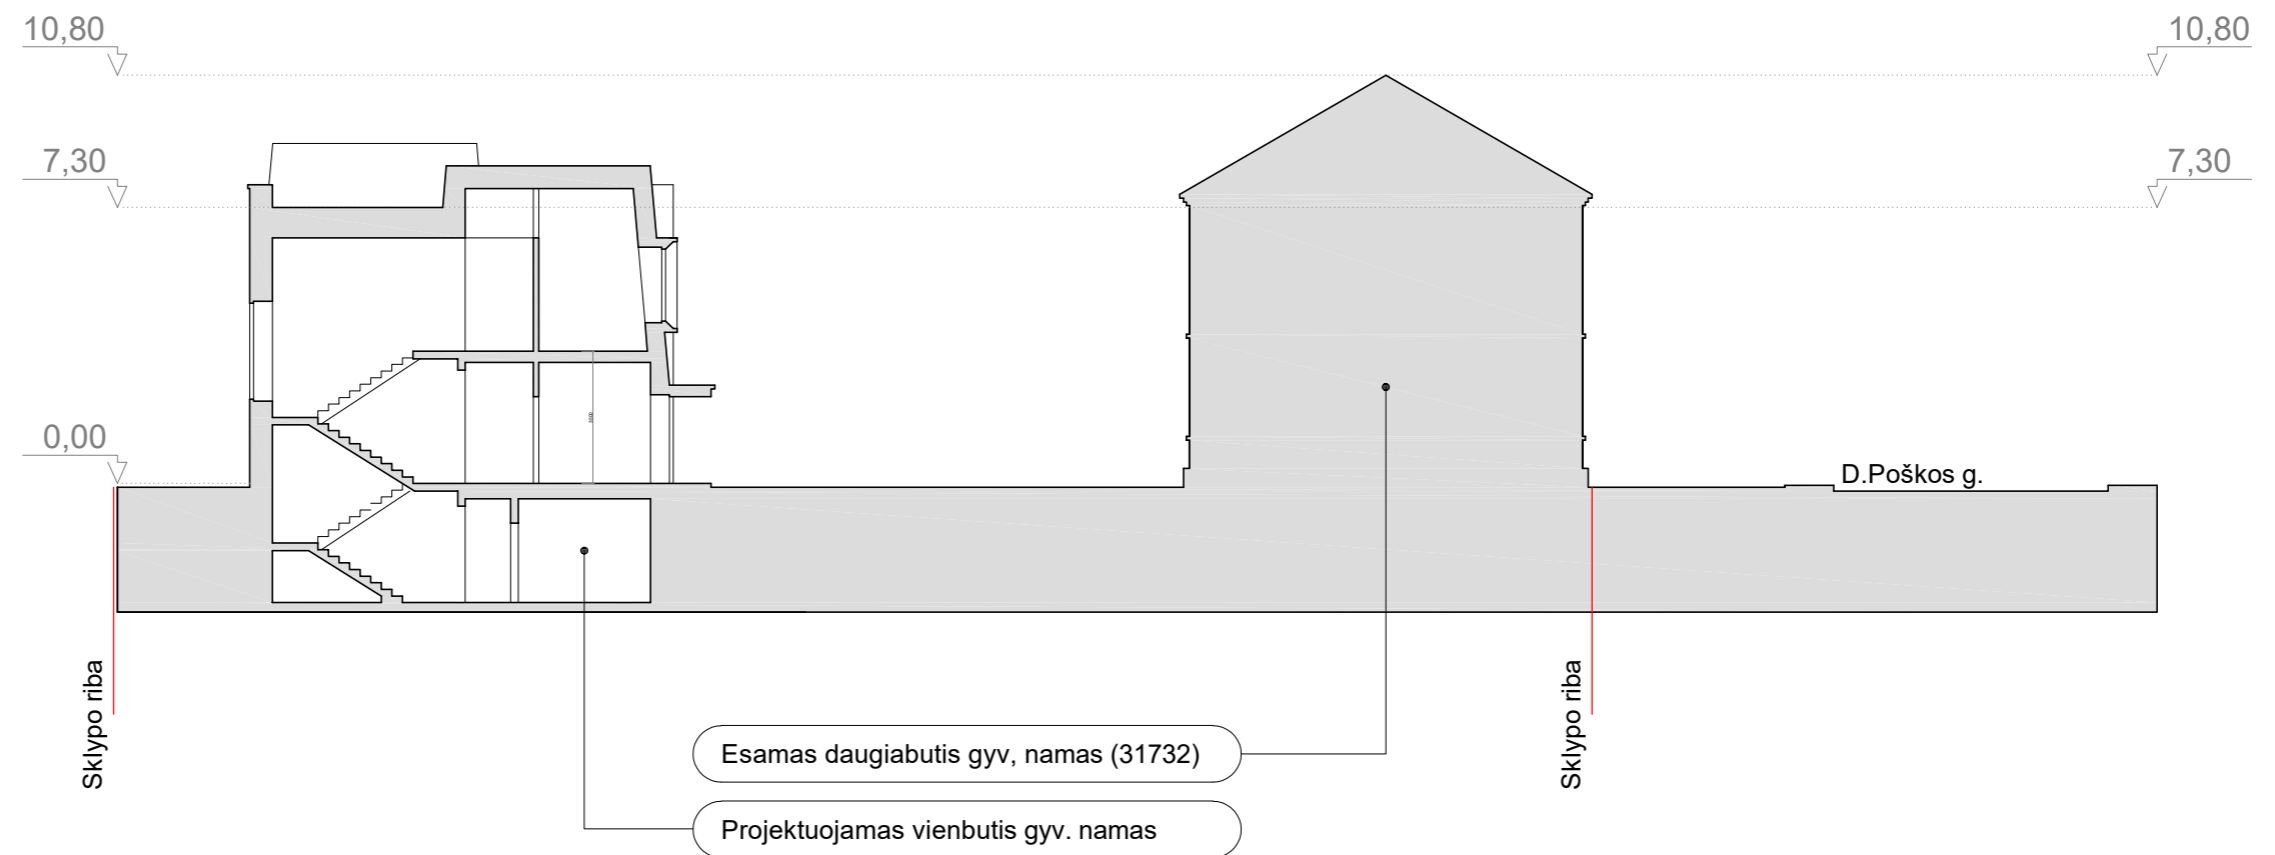 10,80
10,80
7,30
7,30
0,00
D.Poškos g.
Sklypo riba
Sklypo riba
Esamas daugiabutis gyv, namas (31732)
Projektuojamas vienbutis gyv. namas